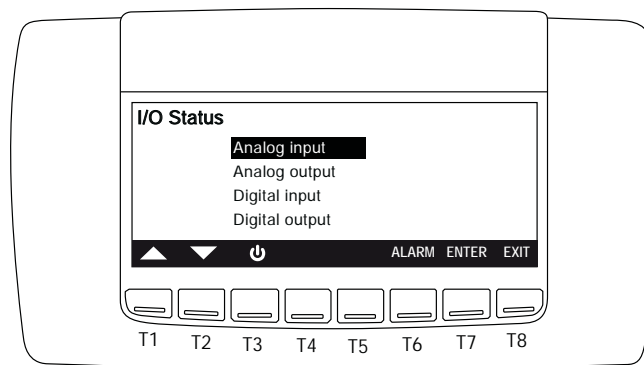 I/O Status
Analog input
Analog output
Digital input
Digital output
ALARM ENTER EXIT
T1 T2 T3 T4 T5 T6 T7 T8